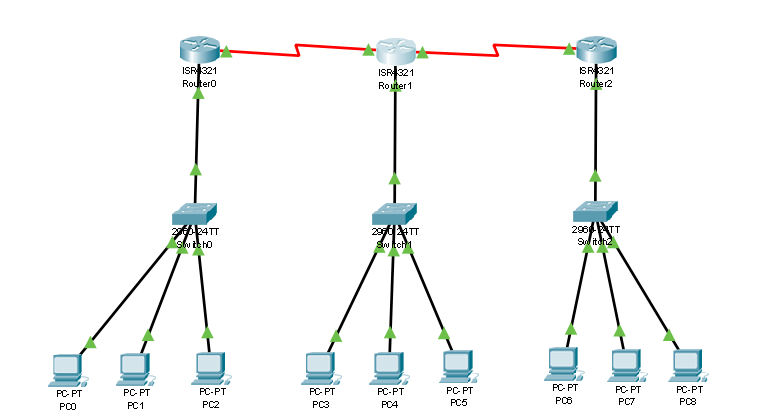 ISR4321
Router0
ISR4321
Router1
ISR4321
Router2
2960-24TT
Switch0
2960-24TT
Switch1
2960-24TT
Switch2
PC-PT
PC0
PC-PT
PC1
PC-PT
PC2
PC-PT
PC3
PC-PT
PC4
PC-PT
PC5
PC-PT
PC6
PC-PT
PC7
PC-PT
PC8